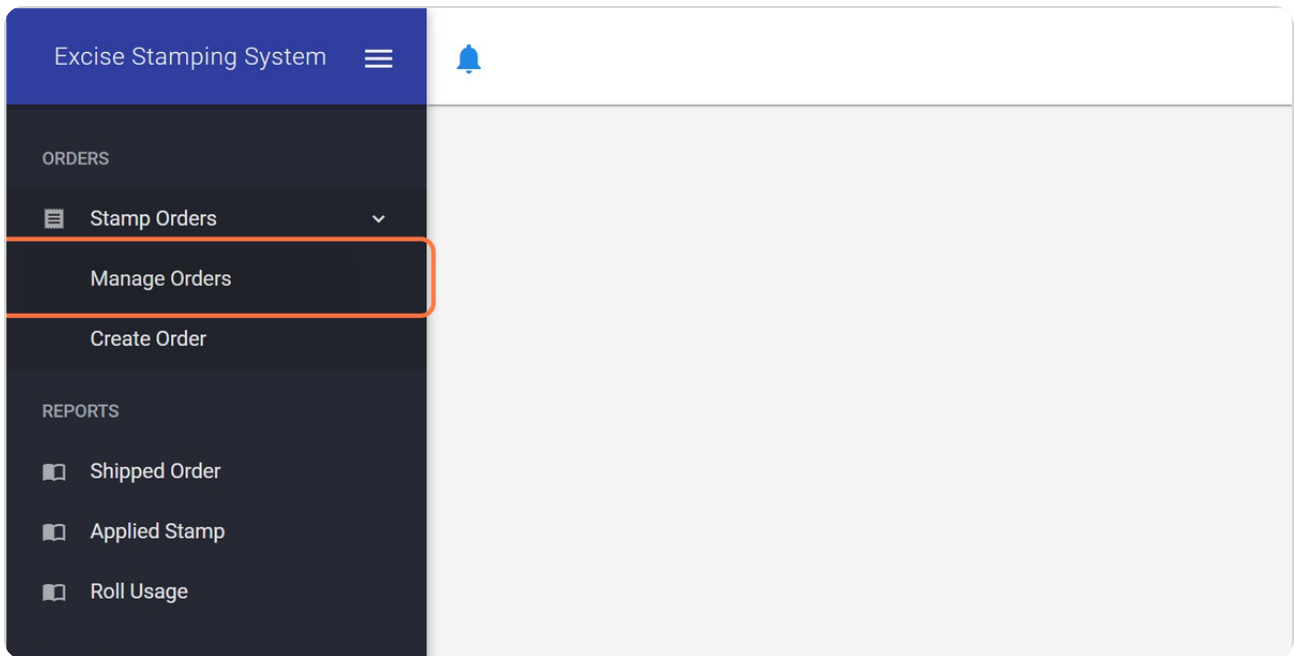 Excise Stamping System
ORDERS
Stamp Orders
Manage Orders
Create Order
REPORTS
Shipped Order
Applied Stamp
Roll Usage